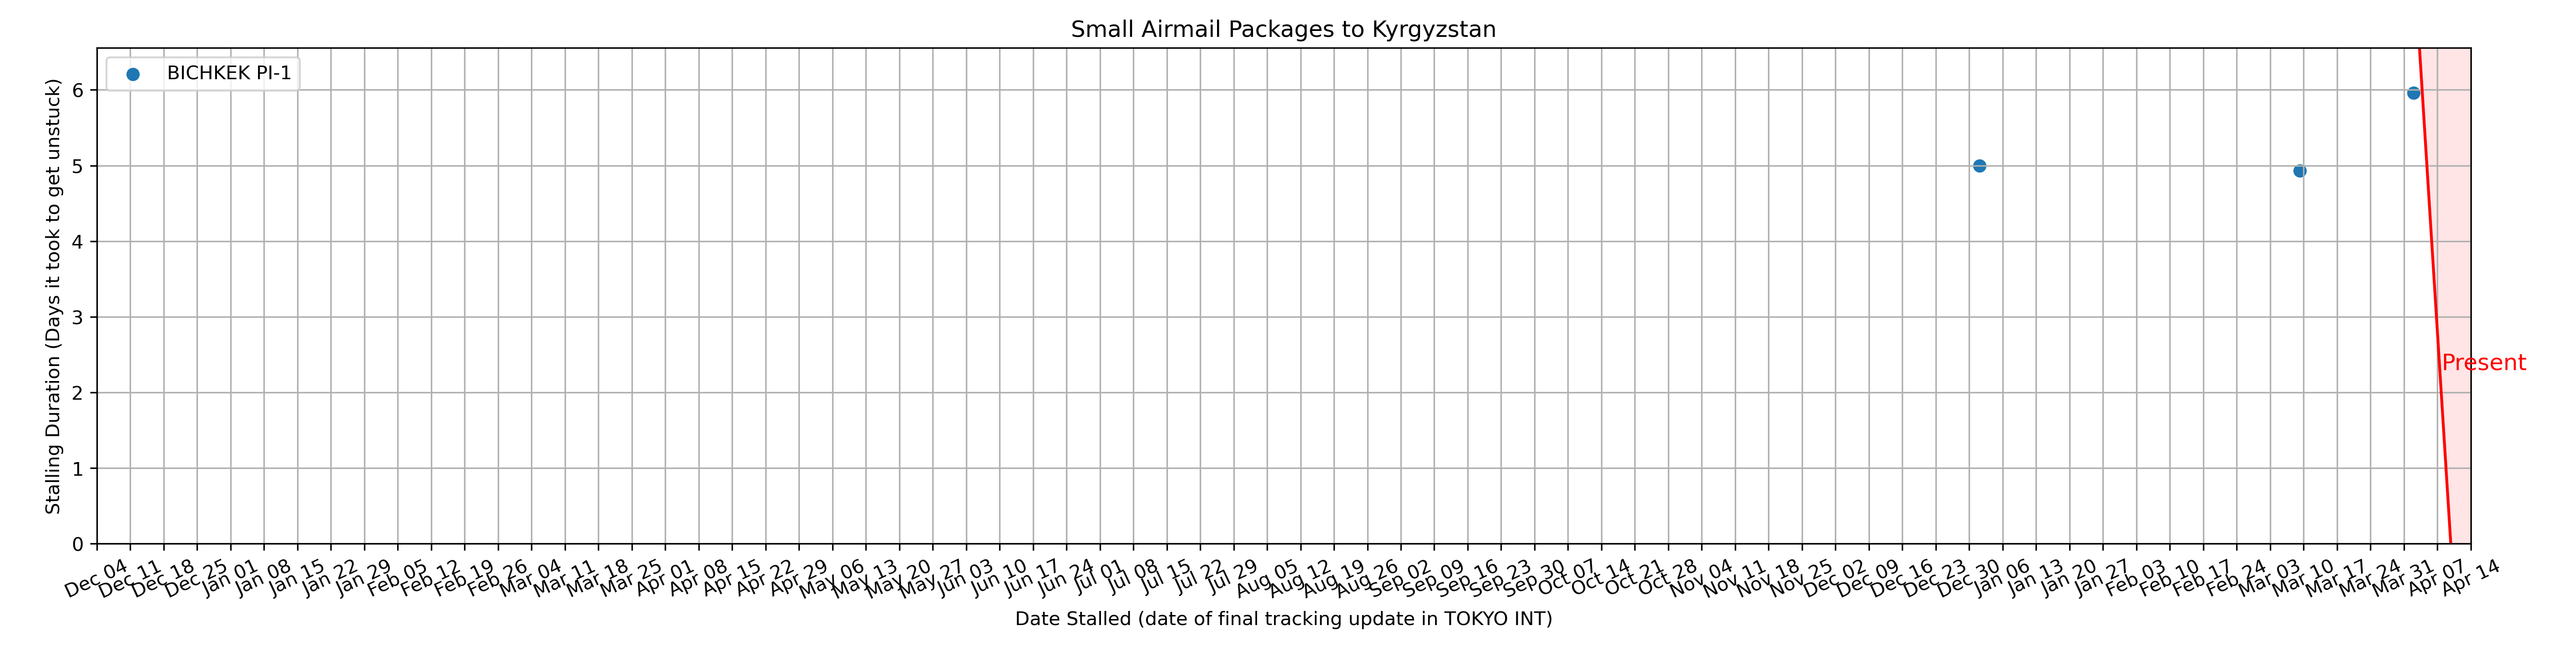 Small Airmail Packages to Kyrgyzstan
BICHKEK PI-1
Stalling Duration (Days it took to get unstuck)
6
5
4
3
2
1
0
Present
Dec 04 Dec 11 Dec 18 Dec 25 Jan 01 Jan 08 Jan 15 Jan 22 Jan 29 Feb 05 Feb 12 Feb 19 Feb 26 Mar 04 Mar 11 Mar 18 Mar 25 Apr 01 Apr 08 Apr 15 Apr 22 Apr 29 May 06 May 13 May 20 May 27 Jun 03 Jun 10 Jun 17 Jun 24 Jul 01 Jul 08 Jul 15 Jul 22 Jul 29 Aug 05 Aug 12 Aug 19 Aug 26 Sep 02 Sep 09 Sep 16 Sep 23 Sep 30 Oct 07 Oct 14 Oct 21 Oct 28 Nov 04 Nov 11 Nov 18 Nov 25 Dec 02 Dec 09 Dec 16 Dec 23 Dec 30 Jan 06 Jan 13 Jan 20 Jan 27 Feb 03 Feb 10 Feb 17 Feb 24 Mar 03 Mar 10 Mar 17 Mar 24 Mar 31 Apr 07 Apr 14
Date Stalled (date of final tracking update in TOKYO INT)